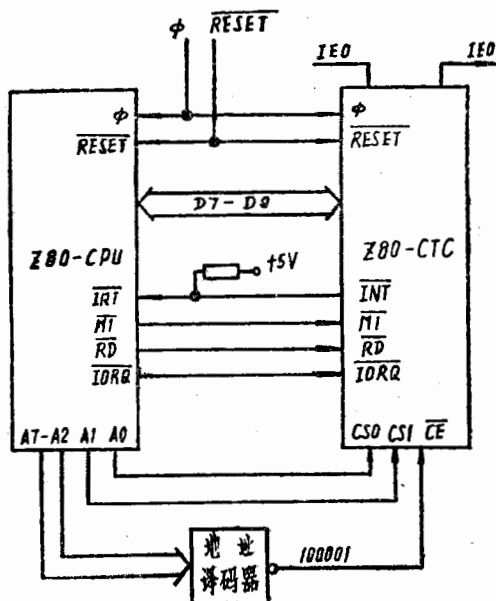 φ  RESET
IEO  IEO
φ  φ
RESET  RESET
D7-D0
Z80-CPU  Z80-CTC
+5V
IRT  INT
M1  M1
RD  RD
IORQ  IORQ
A7-A2 A1 A0  CS0 CS1 CE
地址
译码器
100001